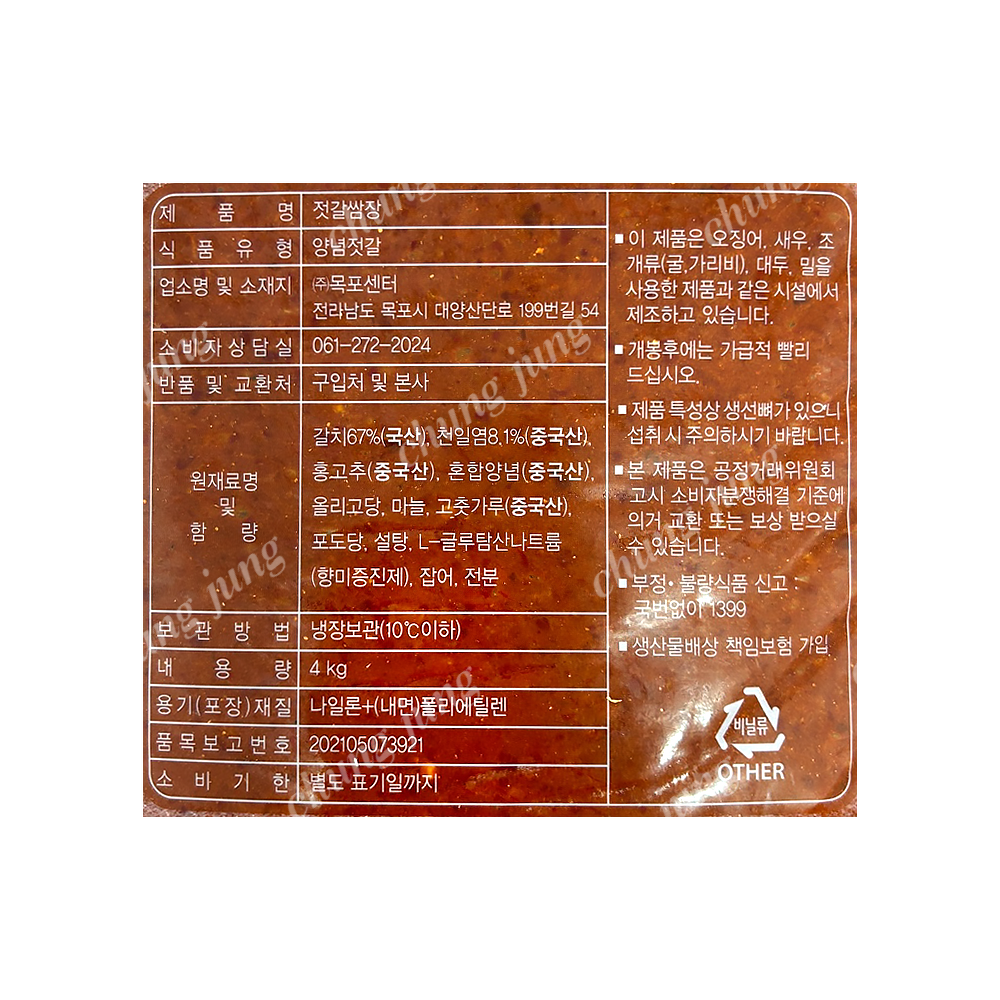 제 품 명 젓갈쌈장
식 품 유 형 양념젓갈
업소명 및 소재지 ㈜목포센터
전라남도 목포시 대양산단로 199번길 54
소비자상담실 061-272-2024
반품 및 교환처 구입처 및 본사
원재료명
및
함 량
갈치67%(국산), 천일염8.1%(중국산),
홍고추(중국산), 혼합양념(중국산),
올리고당, 마늘, 고춧가루(중국산),
포도당, 설탕, L-글루탐산나트륨
(향미증진제), 잡어, 전분
보 관 방 법 냉장보관(10℃이하)
내 용 량 4 kg
용기(포장)재질 나일론+(내면)폴리에틸렌
품목보고번호 202105073921
소 비 기 한 별도 표기일까지
■ 이 제품은 오징어, 새우, 조
개류(굴,가리비), 대두, 밀을
사용한 제품과 같은 시설에서
제조하고 있습니다.
■ 개봉후에는 가급적 빨리
드십시오.
■ 제품 특성상 생선뼈가 있으니
섭취 시 주의하시기 바랍니다.
■ 본 제품은 공정거래위원회
고시 소비자분쟁해결 기준에
의거 교환 또는 보상 받으실
수 있습니다.
■ 부정• 불량식품 신고
국번없이 1399
■ 생산물배상 책임보험 가입
비닐류
OTHER
chung jung
chung jung
chung jung
chung jung
chung jung
chung jung
chung jung
chung jung